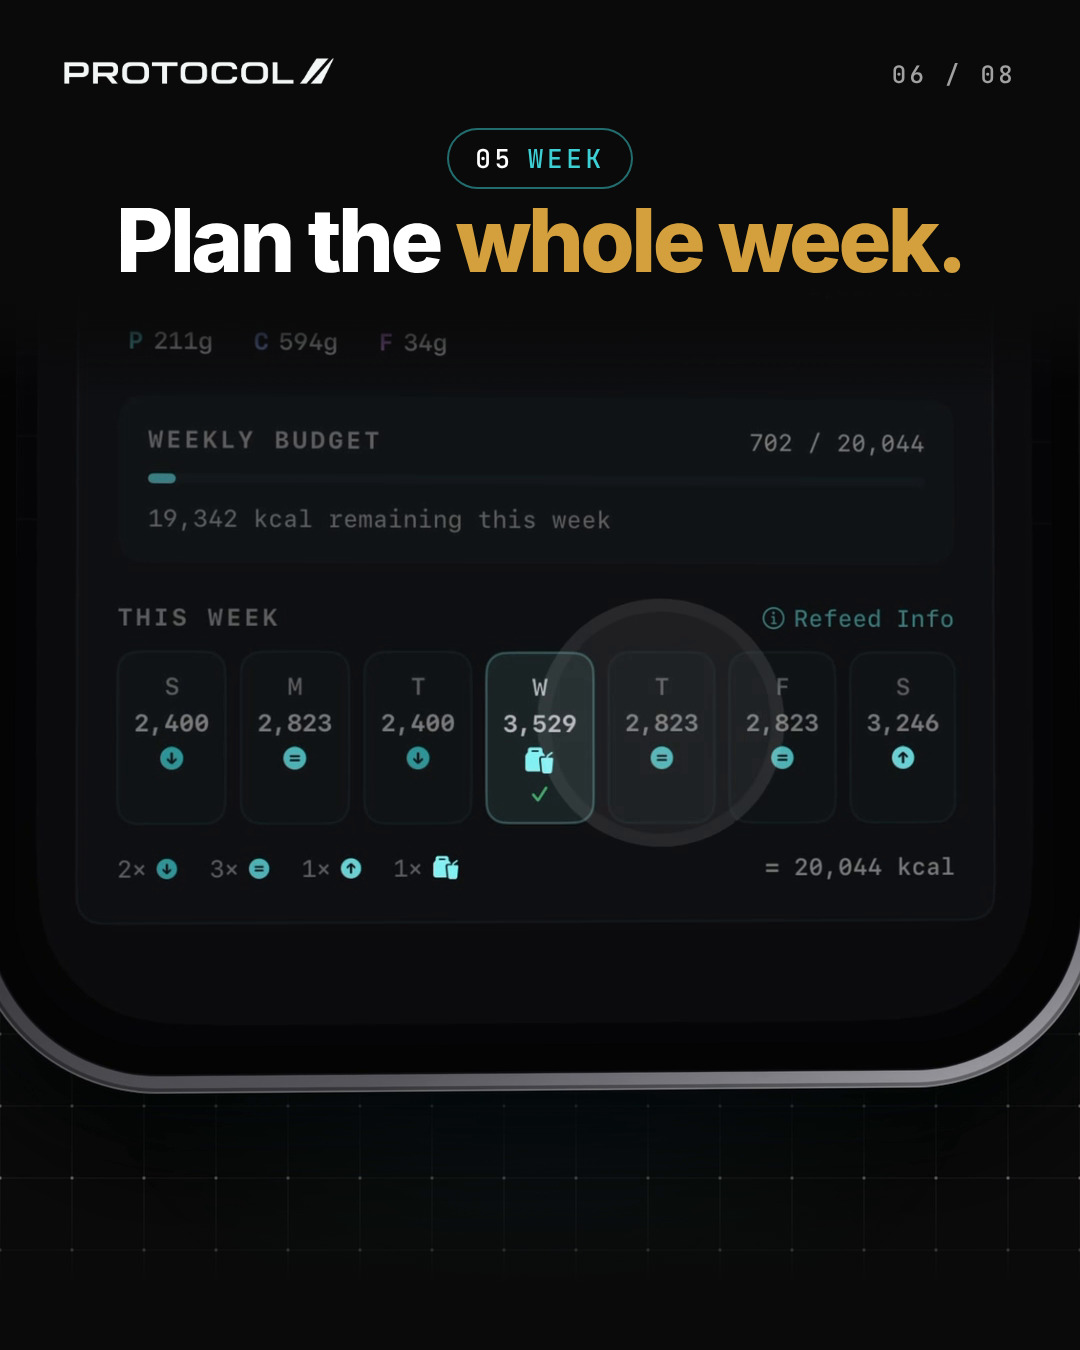 PROTOCOL
06 / 08
05 WEEK
Plan the whole week.
P 211g C 594g F 34g
WEEKLY BUDGET 702 / 20,044
19,342 kcal remaining this week
THIS WEEK Refeed Info
S M T W T F S
2,400 2,823 2,400 3,529 2,823 2,823 3,246
2× 3× 1× 1× = 20,044 kcal